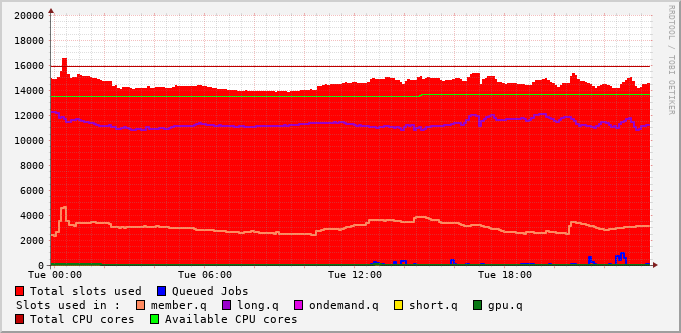 20000
18000
16000
14000
12000
10000
8000
6000
4000
2000
0
Tue 00:00 Tue 06:00 Tue 12:00 Tue 18:00
RRDTOOL / TOBI OETIKER
Total slots used Queued Jobs
Slots used in : member.q long.q ondemand.q short.q gpu.q
Total CPU cores Available CPU cores